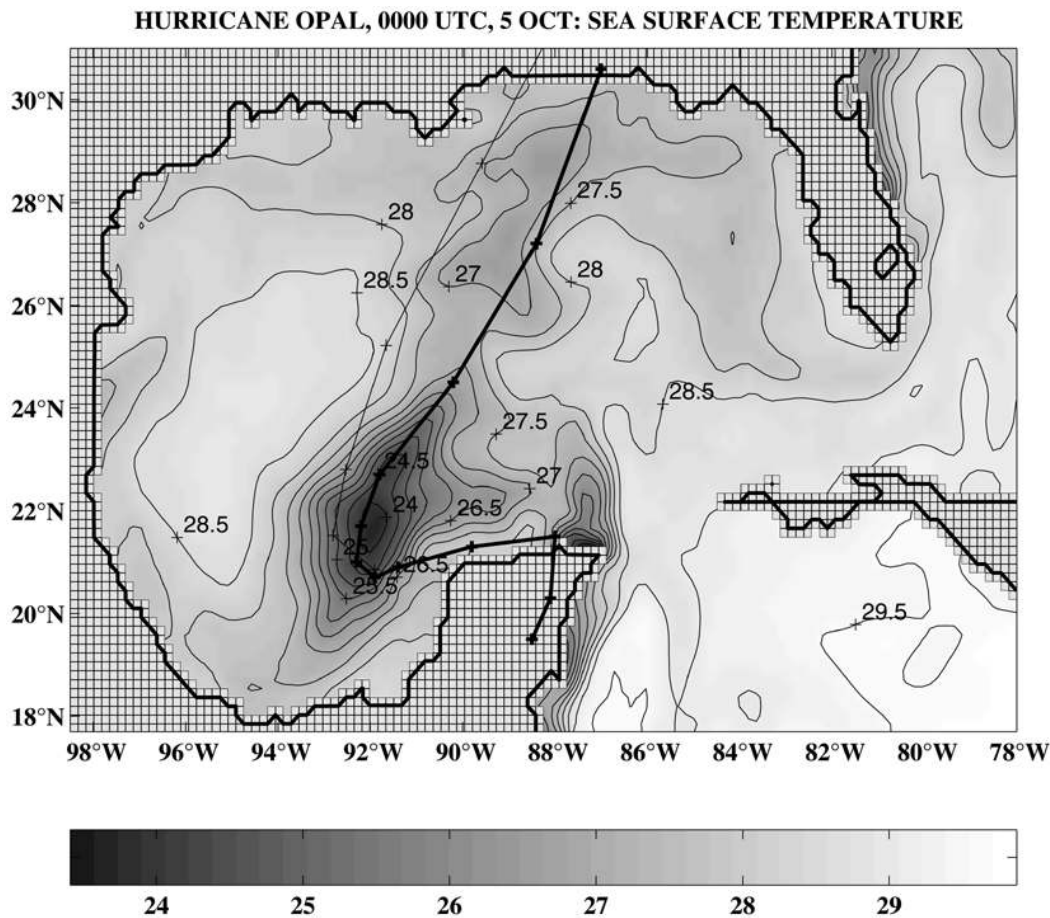 HURRICANE OPAL, 0000 UTC, 5 OCT: SEA SURFACE TEMPERATURE
30°N
28°N
27.5
28
28.5
27
28
26°N
24°N
28.5
27.5
24.5
27
22°N
24
26.5
28.5
25
26.5
25.5
20°N
29.5
18°N
98°W 96°W 94°W 92°W 90°W 88°W 86°W 84°W 82°W 80°W 78°W
24 25 26 27 28 29